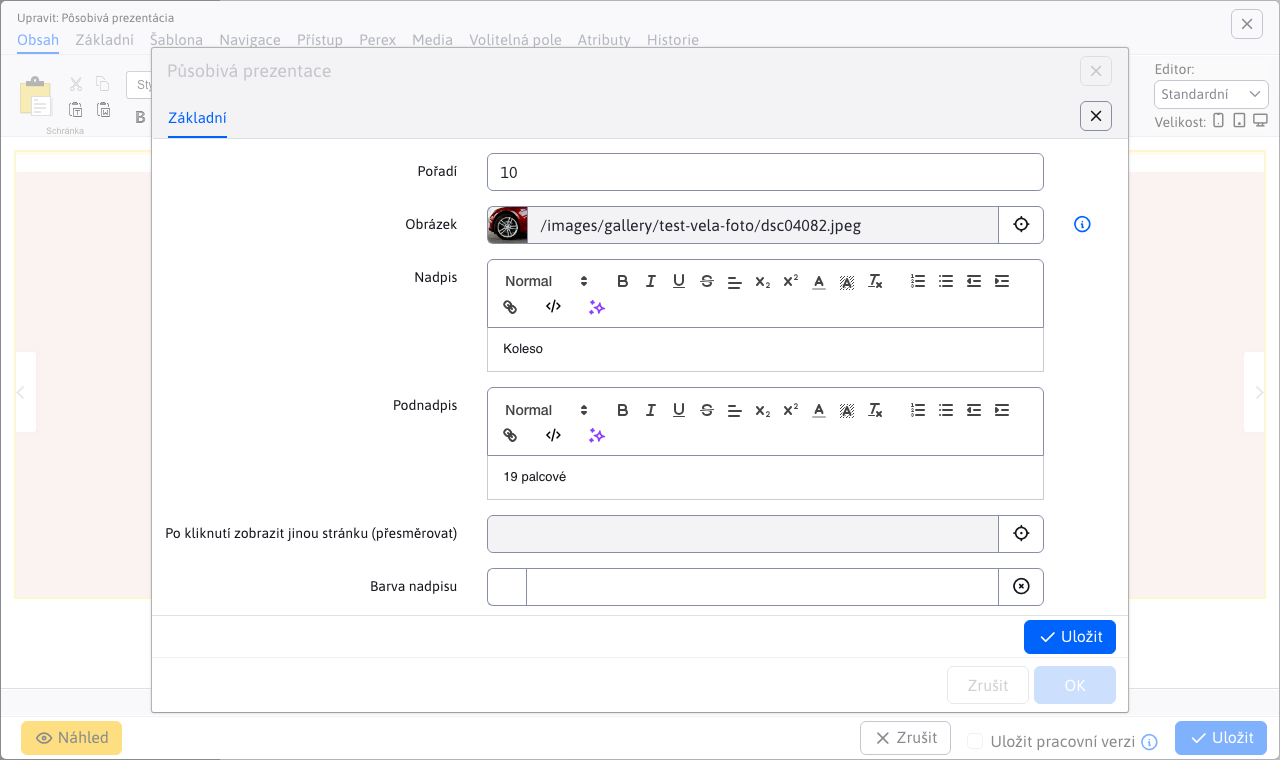 Upravit: Pôsobivá prezentácia
Obsah Základní Šablona Navigace Přístup Perex Media Volitelná pole Atributy Historie
Působivá prezentace
Editor:
Standardní
Velikost:
Schránka
Základní
Pořadí
10
Obrázek
/images/gallery/test-vela-foto/dsc04082.jpeg
Nadpis
Normal
Koleso
Podnadpis
Normal
19 palcové
Po kliknutí zobrazit jinou stránku (přesměrovat)
Barva nadpisu
Uložit
Zrušit OK
Náhled
Zrušit Uložit pracovní verzi Uložit